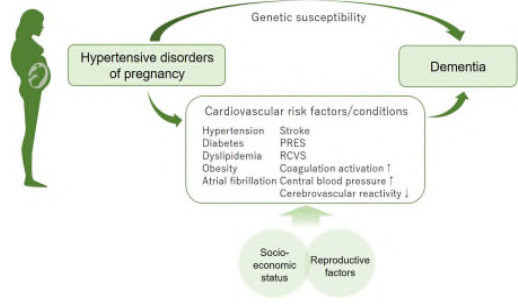 Genetic susceptibility
Hypertensive disorders
of pregnancy
Dementia
Cardiovascular risk factors/conditions
Hypertension Stroke
Diabetes PRES
Dyslipidemia RCVS
Obesity Coagulation activation ↑
Atrial fibrillation Central blood pressure ↑
Cerebrovascular reactivity ↓
Socio-
economic
status
Reproductive
factors